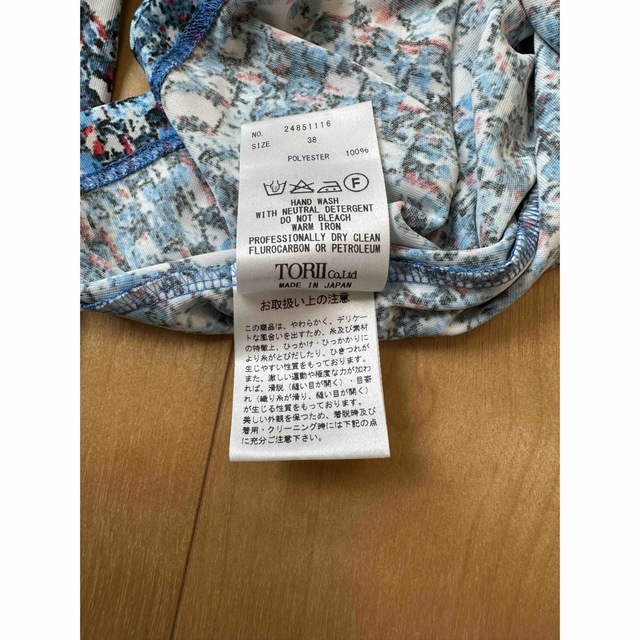 NO. 24851116
SIZE 38
POLYESTER 100%
F
HAND WASH
WITH NEUTRAL DETERGENT
DO NOT BLEACH
WARM IRON
PROFESSIONALLY DRY CLEAN
FLUROCARBON OR PETROLEUM
TORII Co,Ltd
MADE IN JAPAN
お取扱い上の注意
この商品は、やわらかく、デリケー
トな風合いを出すため、糸及び素材
の特徴上、ひっかけ・ひっかかりに
より糸がとびだしたり、ひきつれが
生じやすい性質をもっております。
また、激しい運動や極度な力が加わ
れば、滑脱（縫い目が開く）・目寄
れ（織り糸が滑り、縫い目が開く）
が生じる性質をもっております。
美しい外観を保つため、着脱時及び
着用・クリーニング時には下記の点
に充分ご注意下さい。